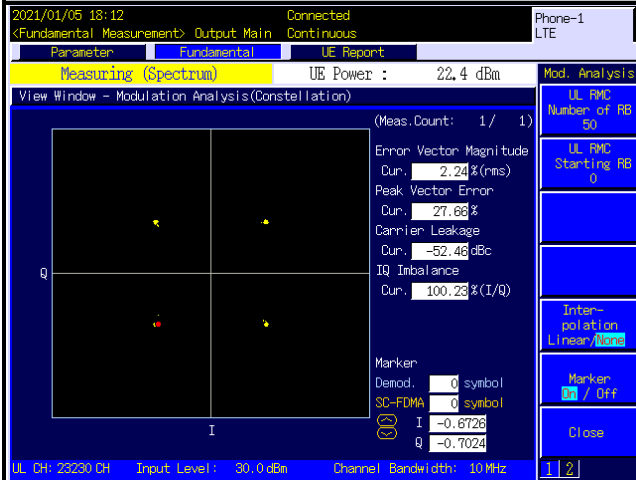 2021/01/05 18:12 Connected Phone-1
<Fundamental Measurement> Output Main Continuous LTE
Parameter Fundamental UE Report
Measuring (Spectrum) UE Power : 22.4 dBm Mod. Analysis
View Window - Modulation Analysis(Constellation)
UL RMC
Number of RB
50
(Meas.Count: 1/ 1)
Error Vector Magnitude
Cur. 2.24 %(rms)
UL RMC
Starting RB
0
Peak Vector Error
Cur. 27.66 %
Carrier Leakage
Cur. -52.46 dBc
IQ Imbalance
Cur. 100.23 %(I/Q)
Q
I
Inter-
polation
Linear/None
Marker
Demod. 0 symbol
SC-FDMA 0 symbol
I -0.6726
Q -0.7024
Marker
On / Off
Close
UL CH: 23230 CH Input Level: 30.0 dBm Channel Bandwidth: 10 MHz 1 2